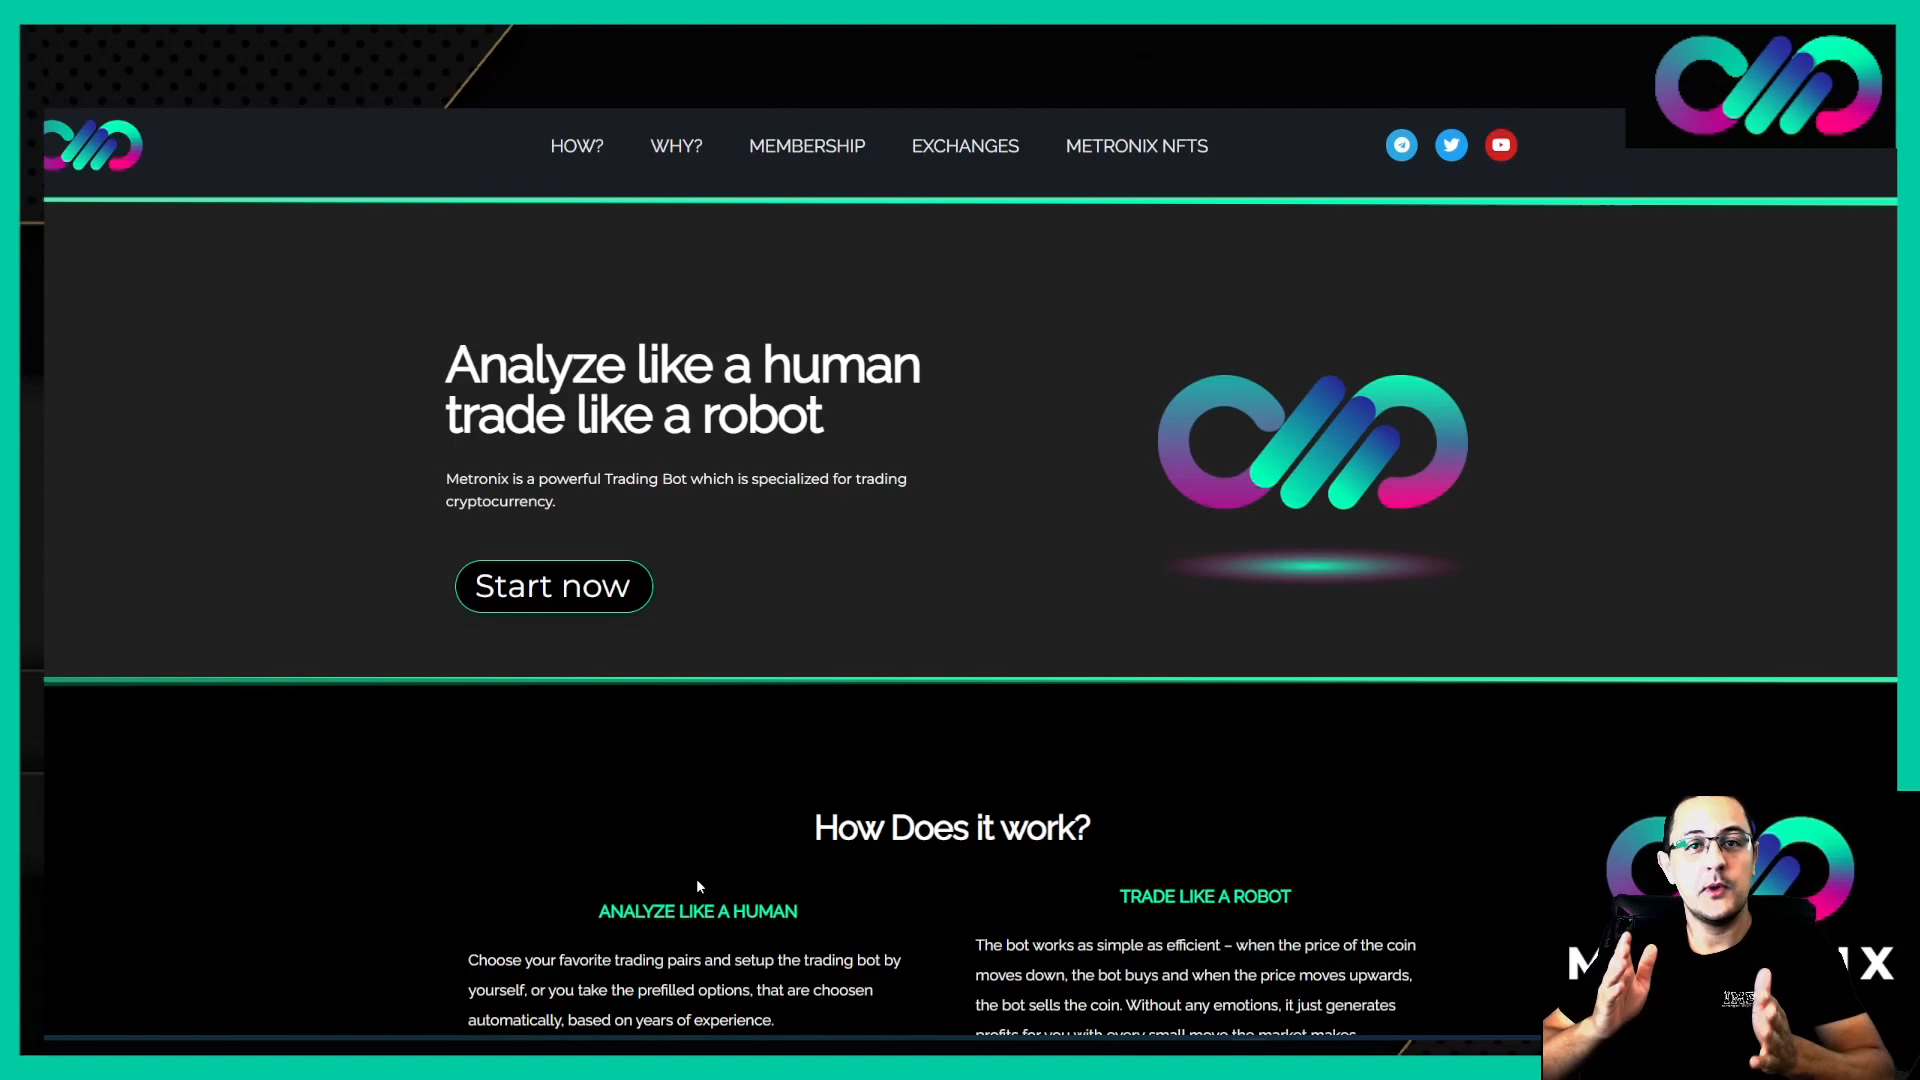 HOW? WHY? MEMBERSHIP EXCHANGES METRONIX NFTS
Analyze like a human
trade like a robot
Metronix is a powerful Trading Bot which is specialized for trading
cryptocurrency.
Start now
How Does it work?
ANALYZE LIKE A HUMAN
Choose your favorite trading pairs and setup the trading bot by
yourself, or you take the prefilled options, that are choosen
automatically, based on years of experience.
TRADE LIKE A ROBOT
The bot works as simple as efficient – when the price of the coin
moves down, the bot buys and when the price moves upwards,
the bot sells the coin. Without any emotions, it just generates
profits for you with every small move the market makes.